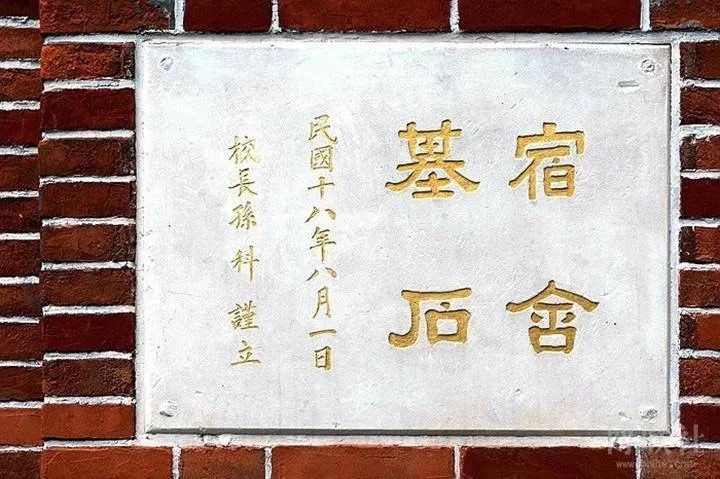 宿舍
基石
民國十八年八月一日
校長孫科謹立